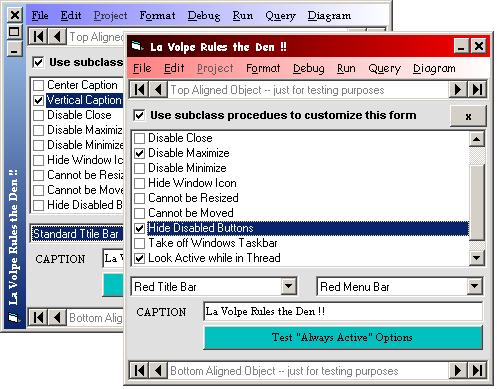 File Edit View Project Format Debug Run Query Diagram
Top Aligned
Use subclass
Center Caption
Vertical Caption
Disable Close
Disable Maximize
Disable Minimize
Hide Window Icon
Cannot be Resized
Cannot be Moved
Hide Disabled B
Standard Ttile Bar
CAPTION La V
Bottom Aligned
La Volpe Rules the Den !!
La Volpe Rules the Den !!
File Edit View Project Format Debug Run Query Diagram
Top Aligned Object -- just for testing purposes
Use subclass procedues to customize this form x
Disable Close
Disable Maximize
Disable Minimize
Hide Window Icon
Cannot be Resized
Cannot be Moved
Hide Disabled Buttons
Take off Windows Taskbar
Look Active while in Thread
Red Title Bar Red Menu Bar
CAPTION La Volpe Rules the Den !!
Test "Always Active" Options
Bottom Aligned Object -- just for testing purposes